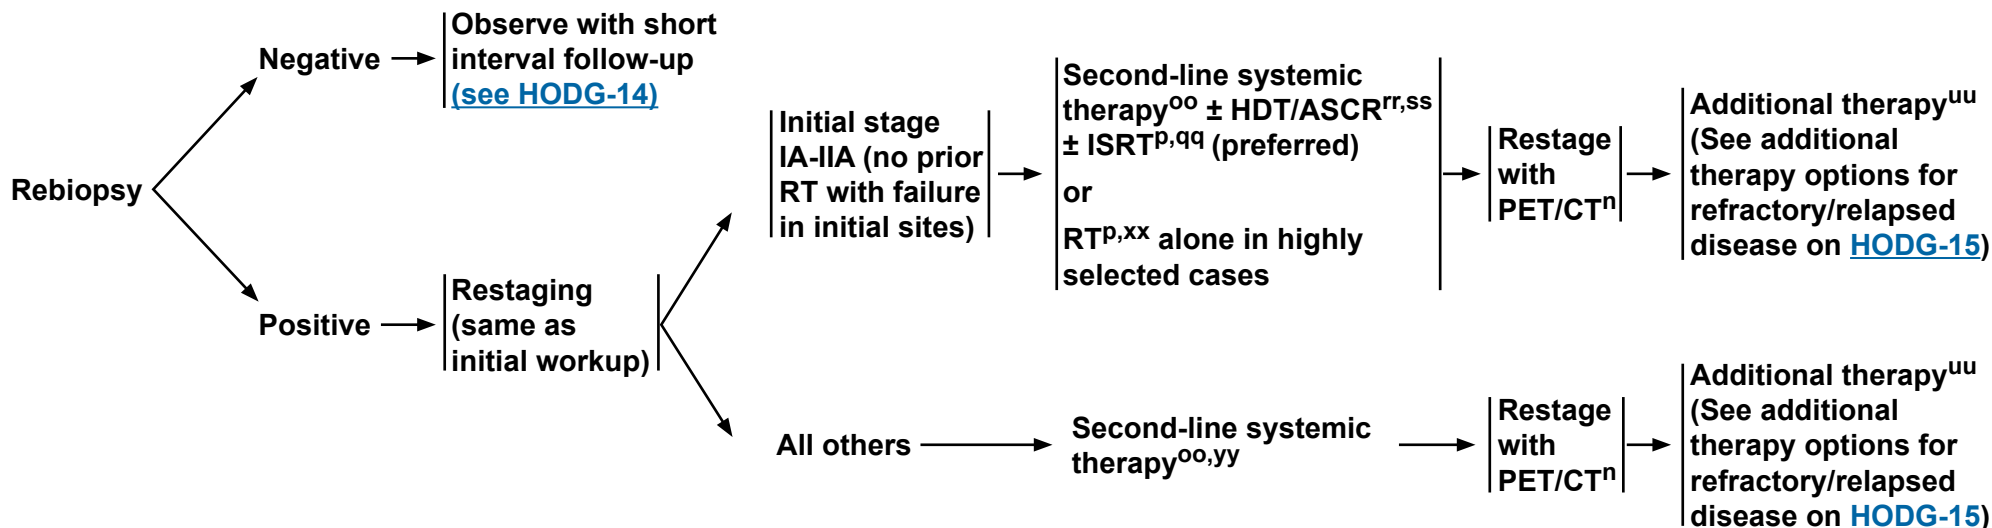 Rebiopsy
Negative
Observe with short
interval follow-up
(see HODG-14)
Positive
Restaging
(same as
initial workup)
Initial stage
IA-IIA (no prior
RT with failure
in initial sites)
Second-line systemic
therapyoo ± HDT/ASCRrr,ss
± ISRTp,qq (preferred)
or
RTp,xx alone in highly
selected cases
Restage
with
PET/CTn
Additional therapyuu
(See additional
therapy options for
refractory/relapsed
disease on HODG-15)
All others
Second-line systemic
therapyoo,yy
Restage
with
PET/CTn
Additional therapyuu
(See additional
therapy options for
refractory/relapsed
disease on HODG-15)